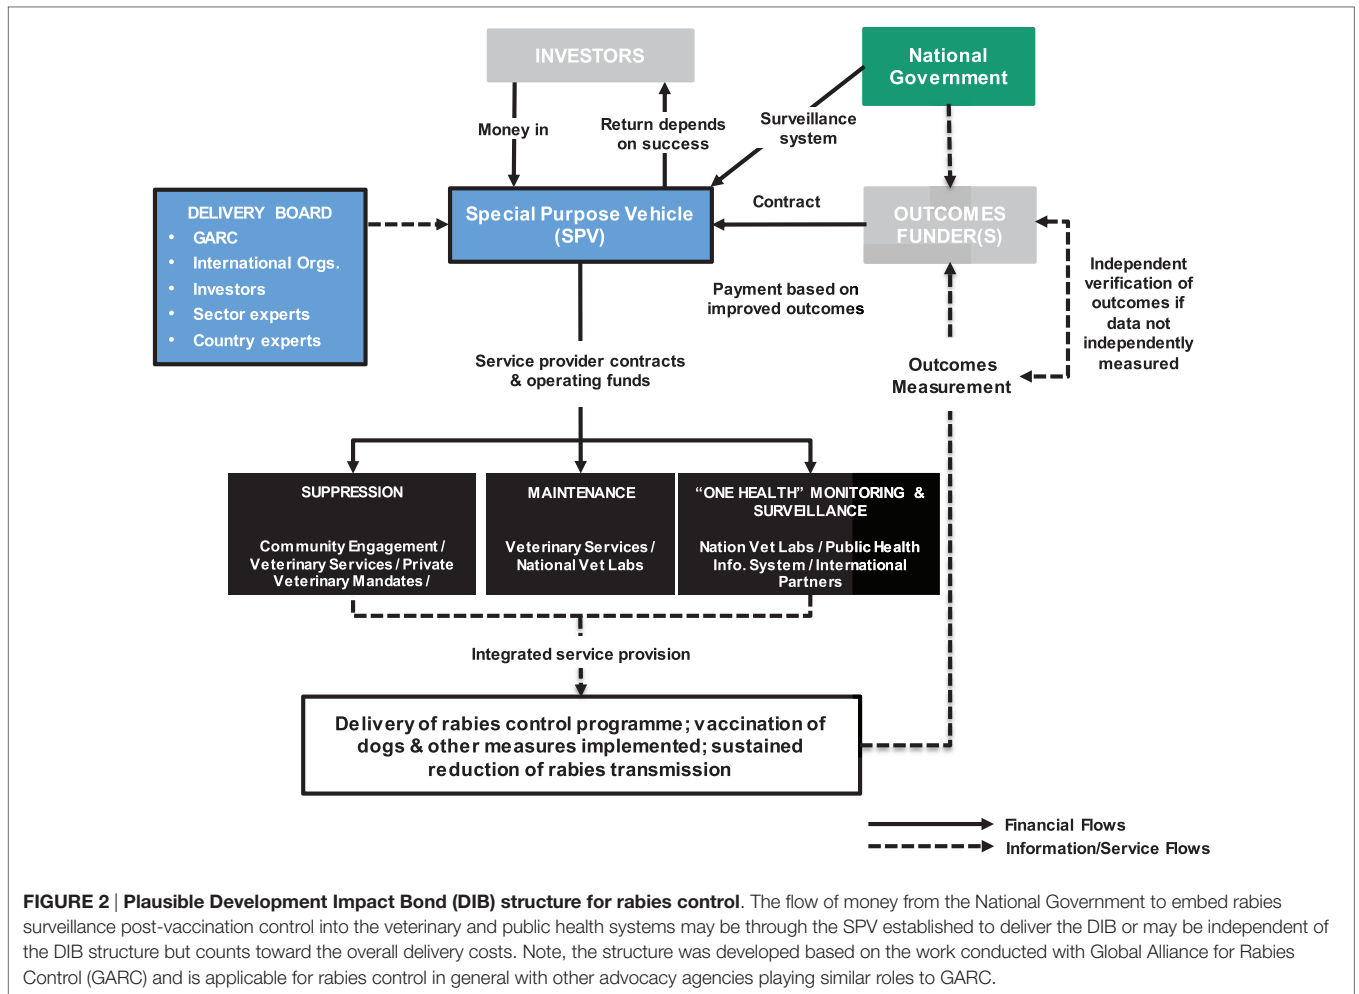 INVESTORS
National
Government
Money in
Return depends
on success
Surveillance
system
DELIVERY BOARD
• GARC
• International Orgs.
• Investors
• Sector experts
• Country experts
Special Purpose Vehicle
(SPV)
Contract
OUTCOMES
FUNDER(S)
Payment based on
improved outcomes
Independent
verification of
outcomes if
data not
independently
measured
Outcomes
Measurement
Service provider contracts
& operating funds
SUPPRESSION
Community Engagement /
Veterinary Services / Private
Veterinary Mandates /
MAINTENANCE
Veterinary Services /
National Vet Labs
“ONE HEALTH” MONITORING &
SURVEILLANCE
Nation Vet Labs / Public Health
Info. System / International
Partners
Integrated service provision
Delivery of rabies control programme; vaccination of
dogs & other measures implemented; sustained
reduction of rabies transmission
Financial Flows
Information/Service Flows
FIGURE 2 | Plausible Development Impact Bond (DIB) structure for rabies control. The flow of money from the National Government to embed rabies
surveillance post-vaccination control into the veterinary and public health systems may be through the SPV established to deliver the DIB or may be independent of
the DIB structure but counts toward the overall delivery costs. Note, the structure was developed based on the work conducted with Global Alliance for Rabies
Control (GARC) and is applicable for rabies control in general with other advocacy agencies playing similar roles to GARC.